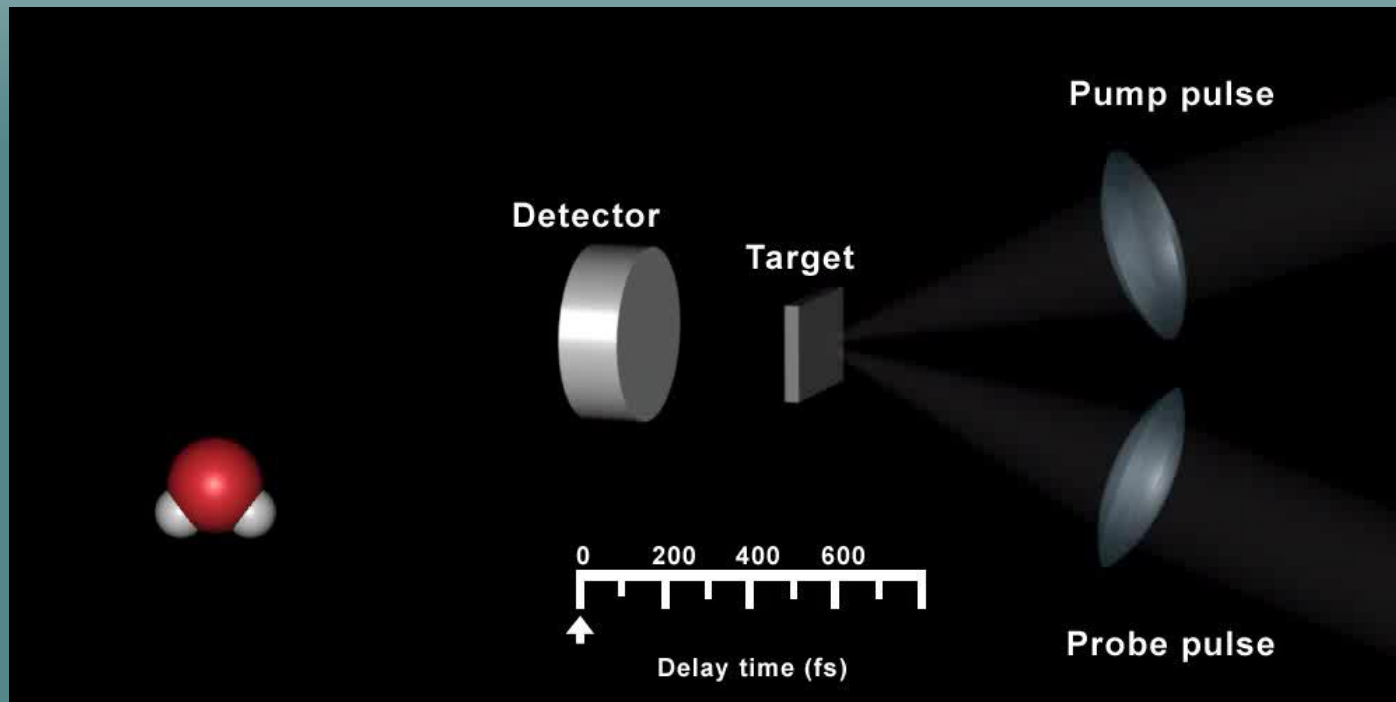 Pump pulse
Detector
Target
0 200 400 600
Delay time (fs)
Probe pulse